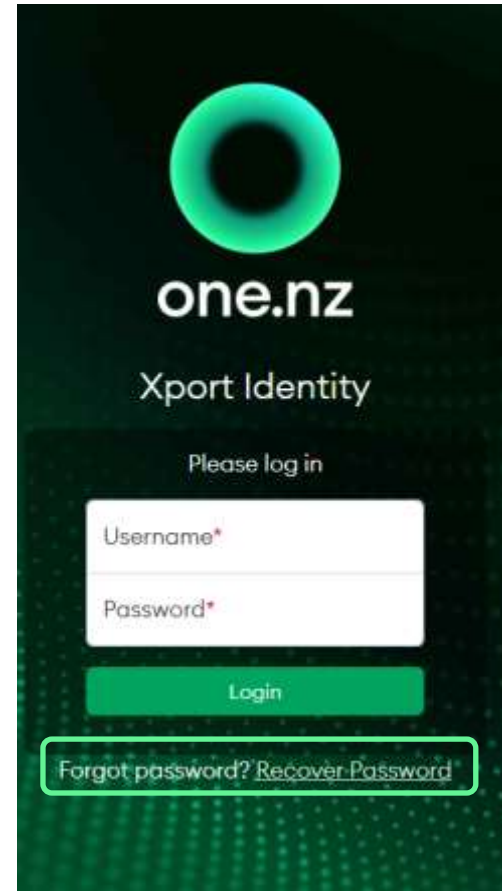 one.nz
Xport Identity
Please log in
Username*
Password*
Login
Forgot password? Recover Password